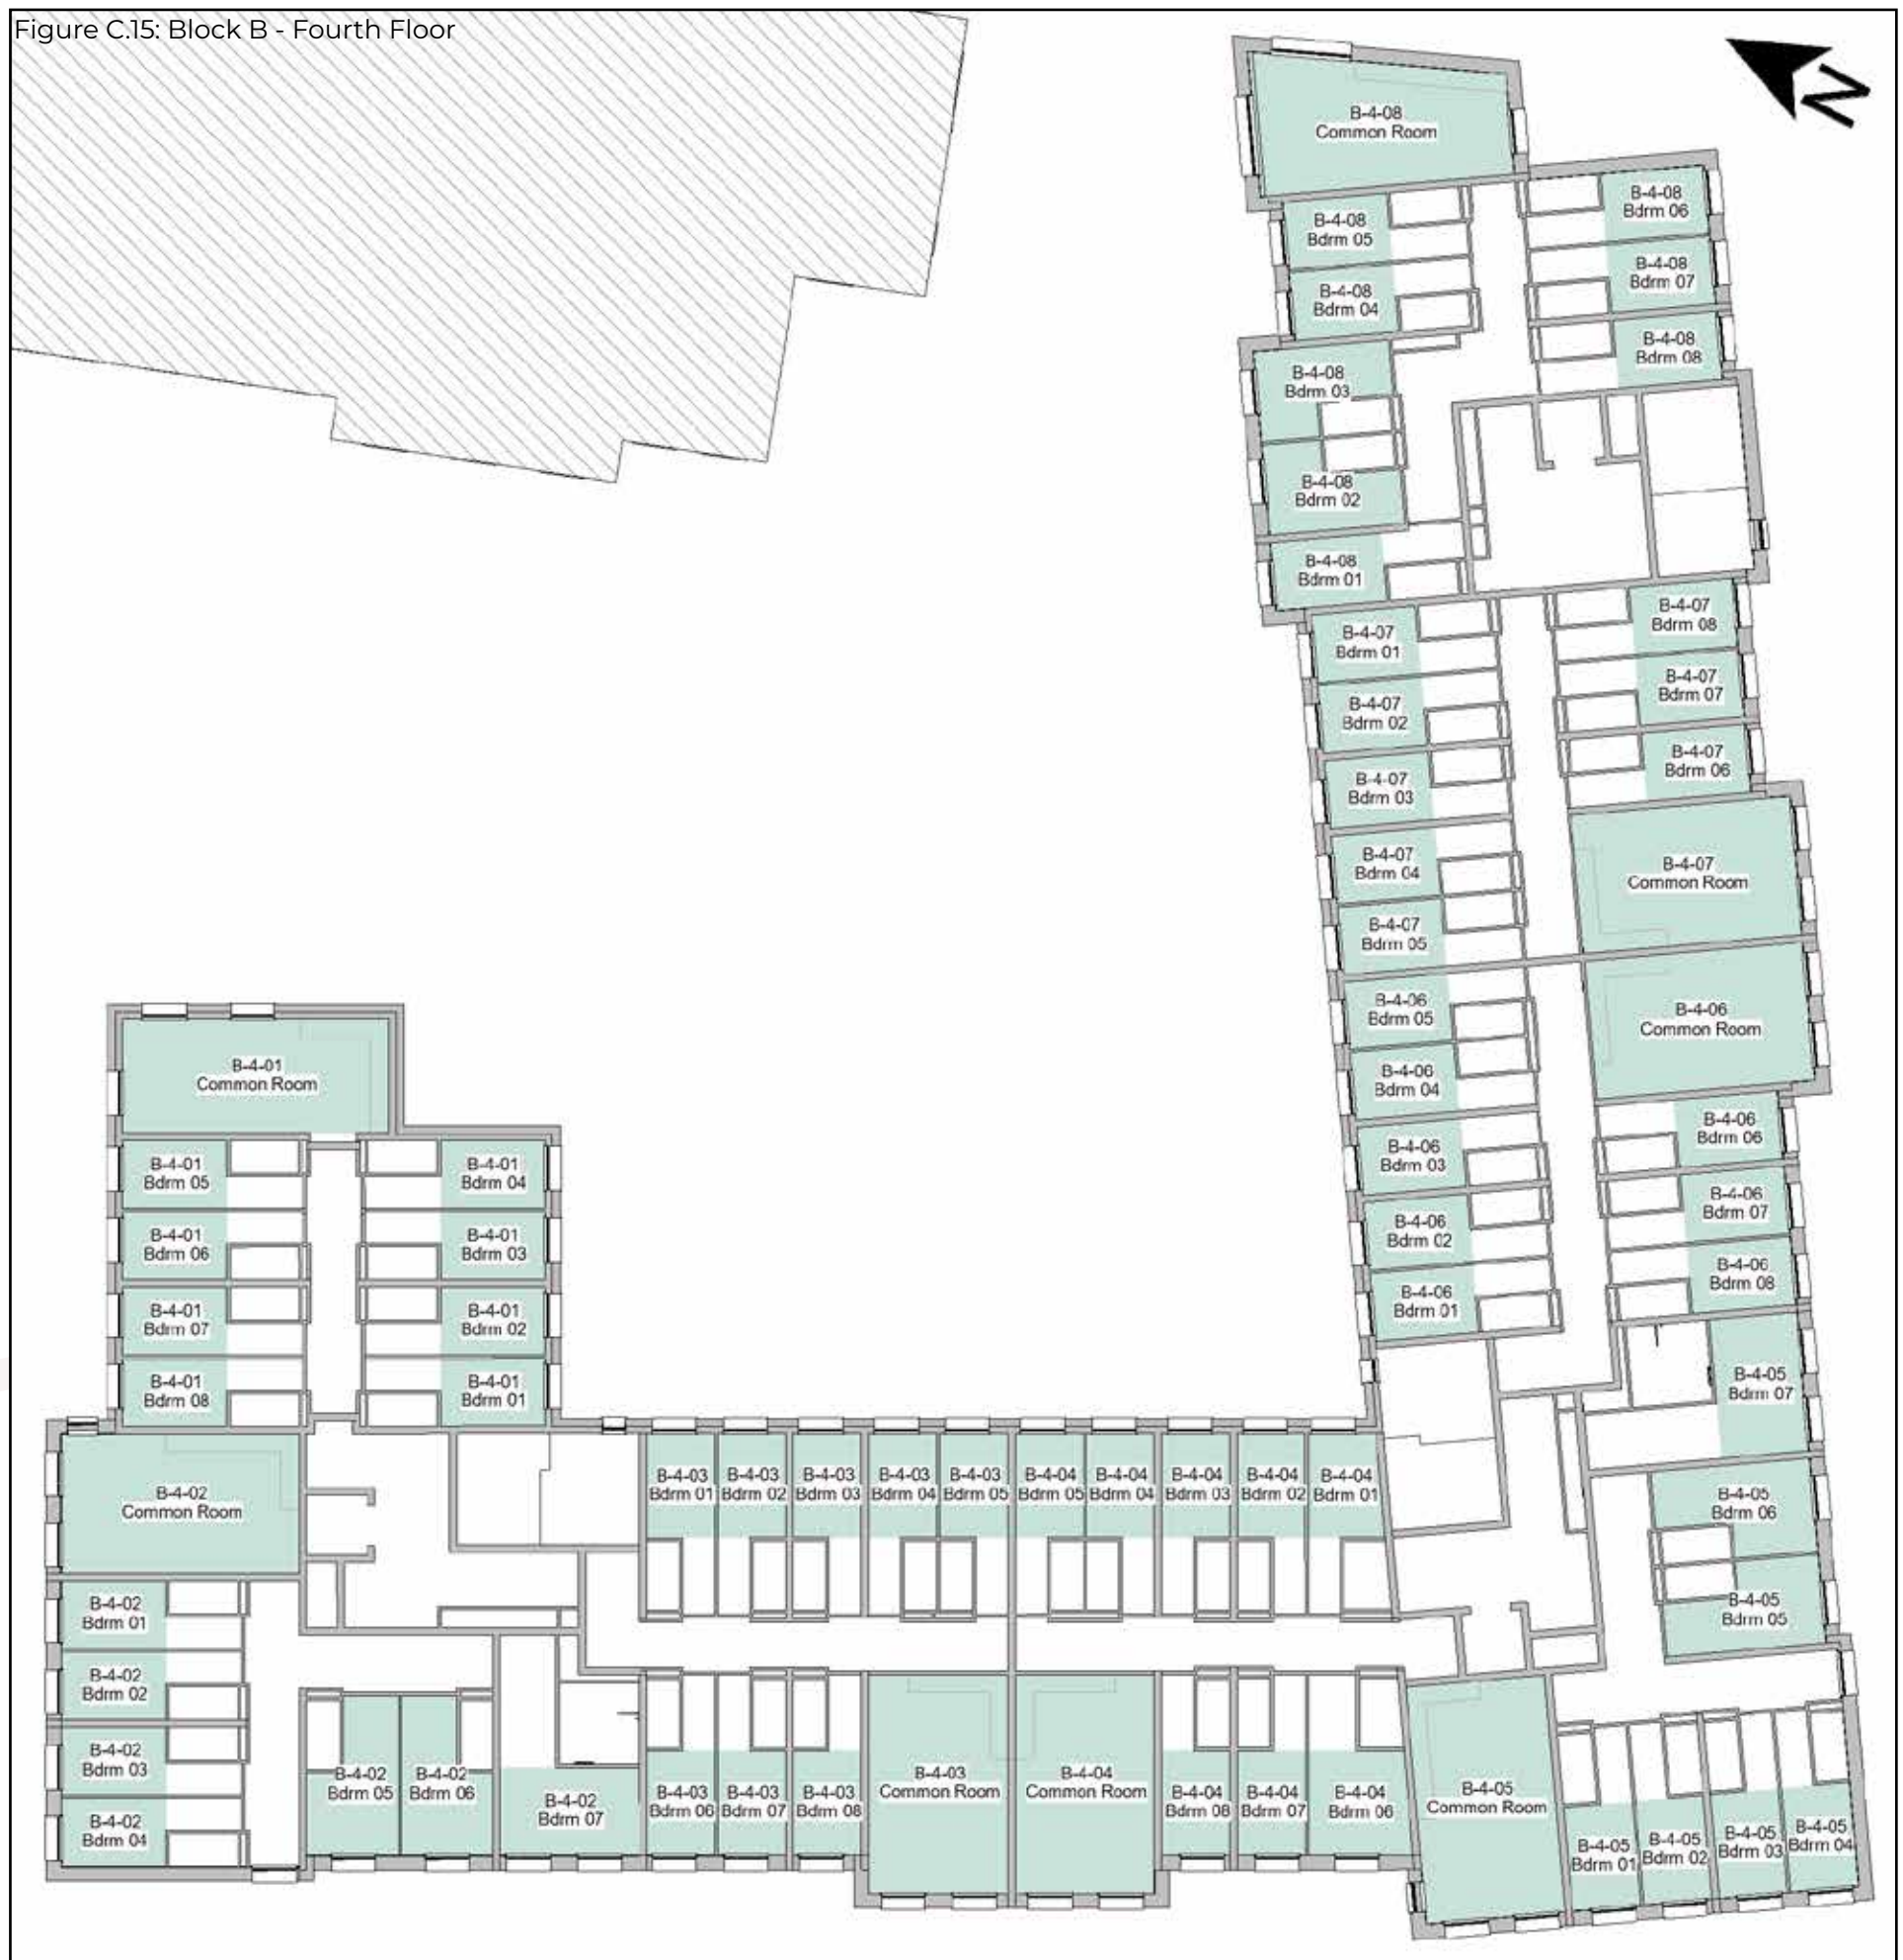 Figure C.15: Block B - Fourth Floor
N
B-4-08
Common Room
B-4-08
Bdrm 06
B-4-08
Bdrm 05
B-4-08
Bdrm 07
B-4-08
Bdrm 04
B-4-08
Bdrm 08
B-4-08
Bdrm 03
B-4-08
Bdrm 02
B-4-08
Bdrm 01
B-4-07
Bdrm 08
B-4-07
Bdrm 01
B-4-07
Bdrm 07
B-4-07
Bdrm 02
B-4-07
Bdrm 06
B-4-07
Bdrm 03
B-4-07
Bdrm 04
B-4-07
Common Room
B-4-07
Bdrm 05
B-4-06
Bdrm 05
B-4-06
Common Room
B-4-06
Bdrm 04
B-4-06
Bdrm 06
B-4-06
Bdrm 03
B-4-06
Bdrm 07
B-4-06
Bdrm 02
B-4-06
Bdrm 08
B-4-06
Bdrm 01
B-4-05
Bdrm 07
B-4-05
Bdrm 06
B-4-05
Bdrm 05
B-4-01
Common Room
B-4-01
Bdrm 05
B-4-01
Bdrm 04
B-4-01
Bdrm 06
B-4-01
Bdrm 03
B-4-01
Bdrm 07
B-4-01
Bdrm 02
B-4-01
Bdrm 08
B-4-01
Bdrm 01
B-4-02
Common Room
B-4-03
Bdrm 01
B-4-03
Bdrm 02
B-4-03
Bdrm 03
B-4-03
Bdrm 04
B-4-03
Bdrm 05
B-4-04
Bdrm 05
B-4-04
Bdrm 04
B-4-04
Bdrm 03
B-4-04
Bdrm 02
B-4-04
Bdrm 01
B-4-02
Bdrm 01
B-4-02
Bdrm 02
B-4-02
Bdrm 03
B-4-02
Bdrm 04
B-4-02
Bdrm 05
B-4-02
Bdrm 06
B-4-02
Bdrm 07
B-4-03
Bdrm 06
B-4-03
Bdrm 07
B-4-03
Bdrm 08
B-4-03
Common Room
B-4-04
Common Room
B-4-04
Bdrm 08
B-4-04
Bdrm 07
B-4-04
Bdrm 06
B-4-05
Common Room
B-4-05
Bdrm 01
B-4-05
Bdrm 02
B-4-05
Bdrm 03
B-4-05
Bdrm 04